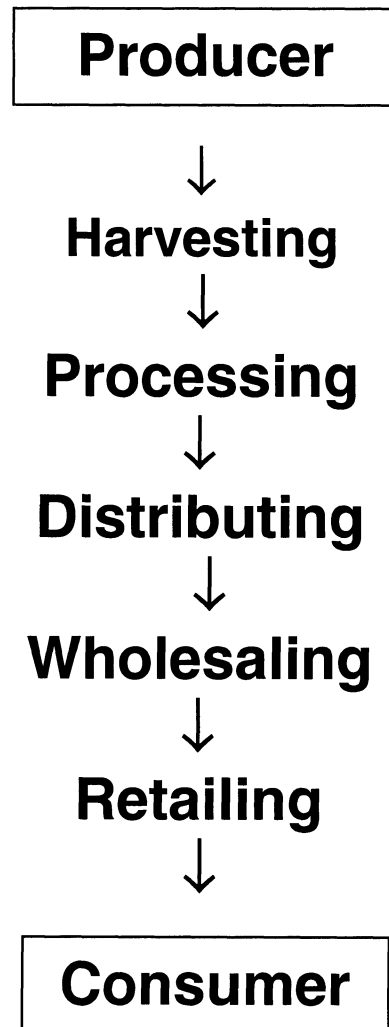 Producer
Harvesting
Processing
Distributing
Wholesaling
Retailing
Consumer